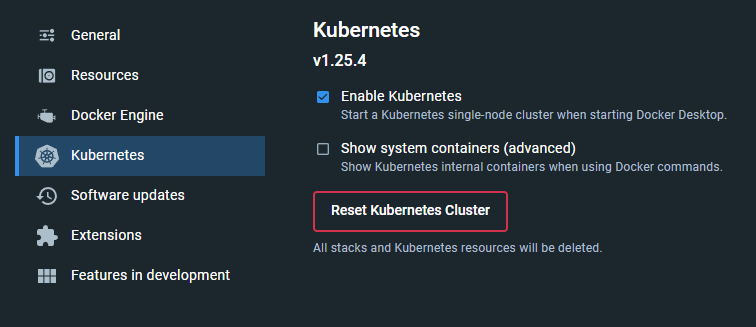 General
Resources
Docker Engine
Kubernetes
Software updates
Extensions
Features in development
Kubernetes
v1.25.4
Enable Kubernetes
Start a Kubernetes single-node cluster when starting Docker Desktop.
Show system containers (advanced)
Show Kubernetes internal containers when using Docker commands.
Reset Kubernetes Cluster
All stacks and Kubernetes resources will be deleted.